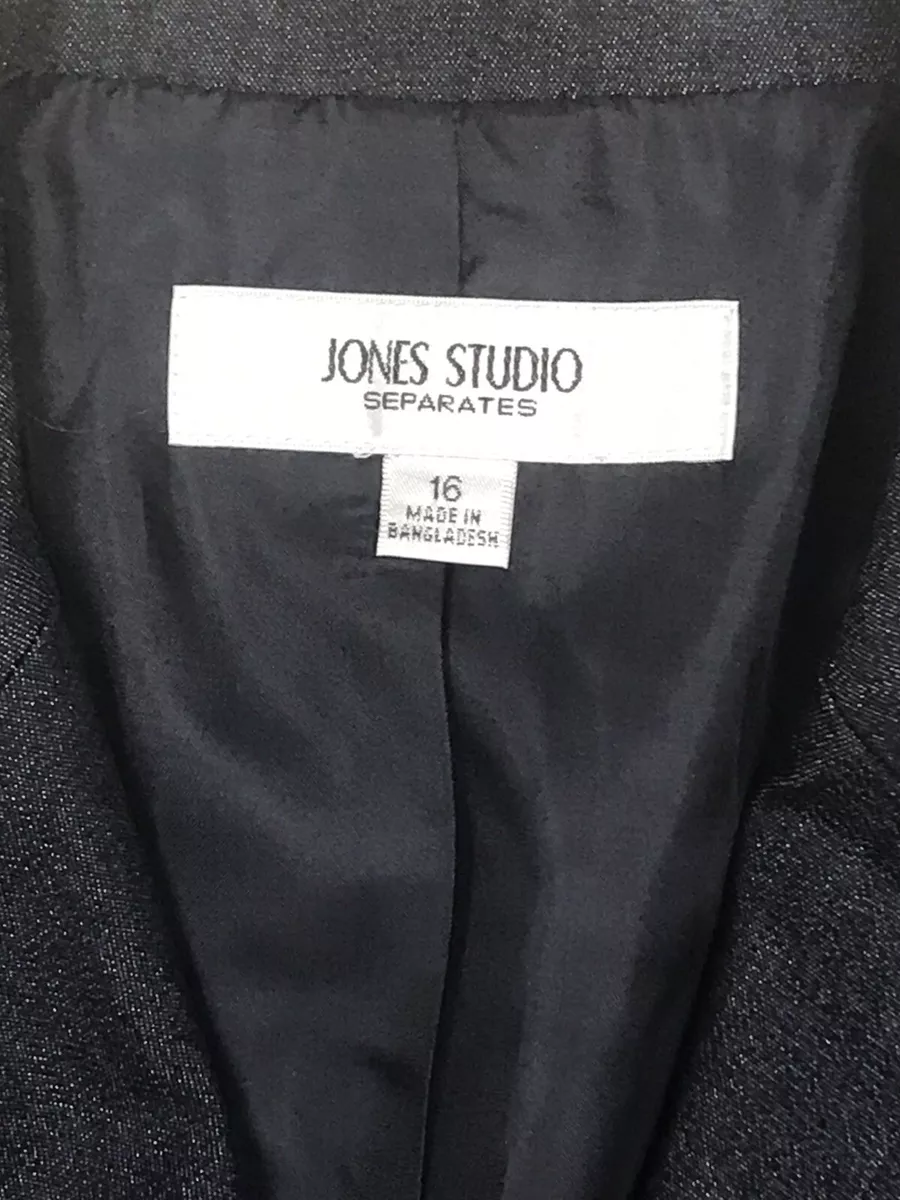 JONES STUDIO
SEPARATES
16
MADE IN
BANGLADESH